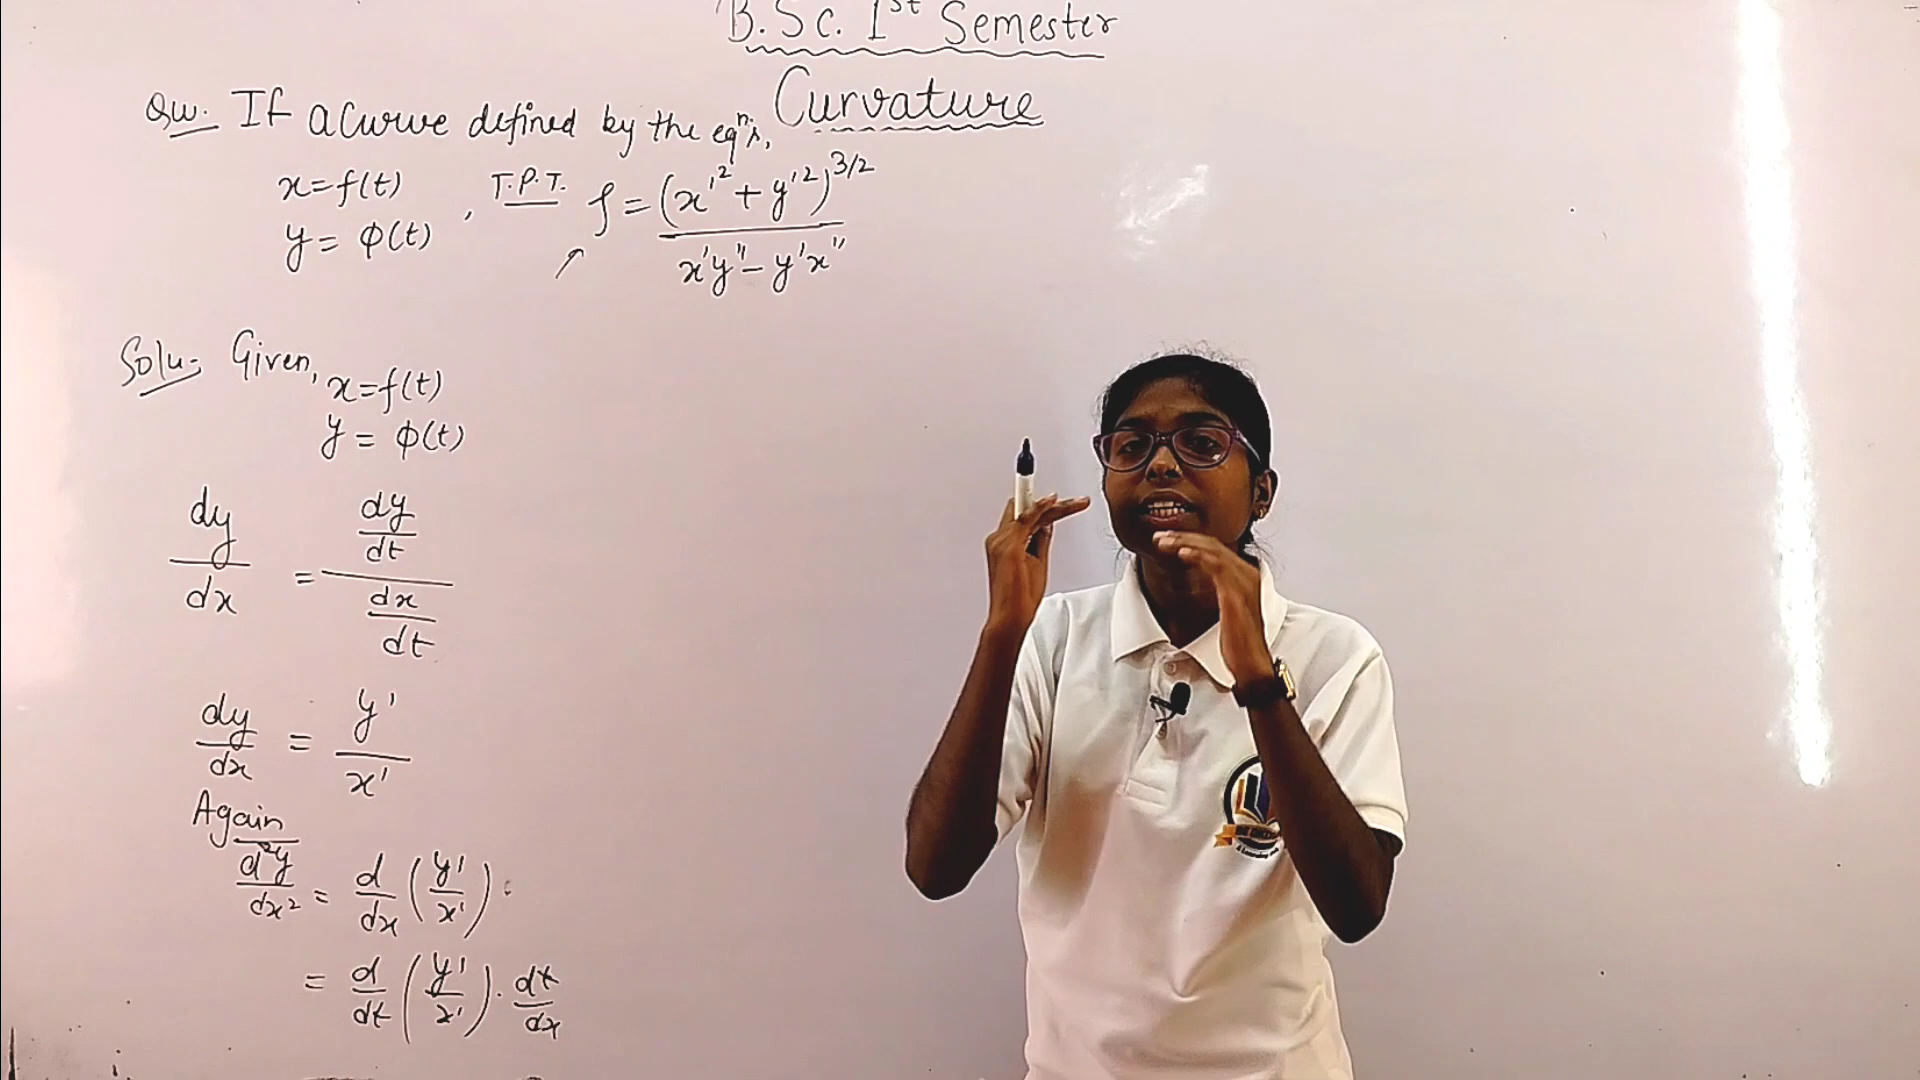 B.Sc. 1st Semester
Curvature
Qu. If a curve defined by the eqⁿs,
x = f(t)
y = φ(t) , T.P.T. ρ = (x'² + y'²)^3/2 / x'y'' - y'x''
Solu- Given, x = f(t)
y = φ(t)
dy/dx = (dy/dt) / (dx/dt)
dy/dx = y'/x'
Again
d²y/dx² = d/dx (y'/x')
= d/dt (y'/x') . dt/dx